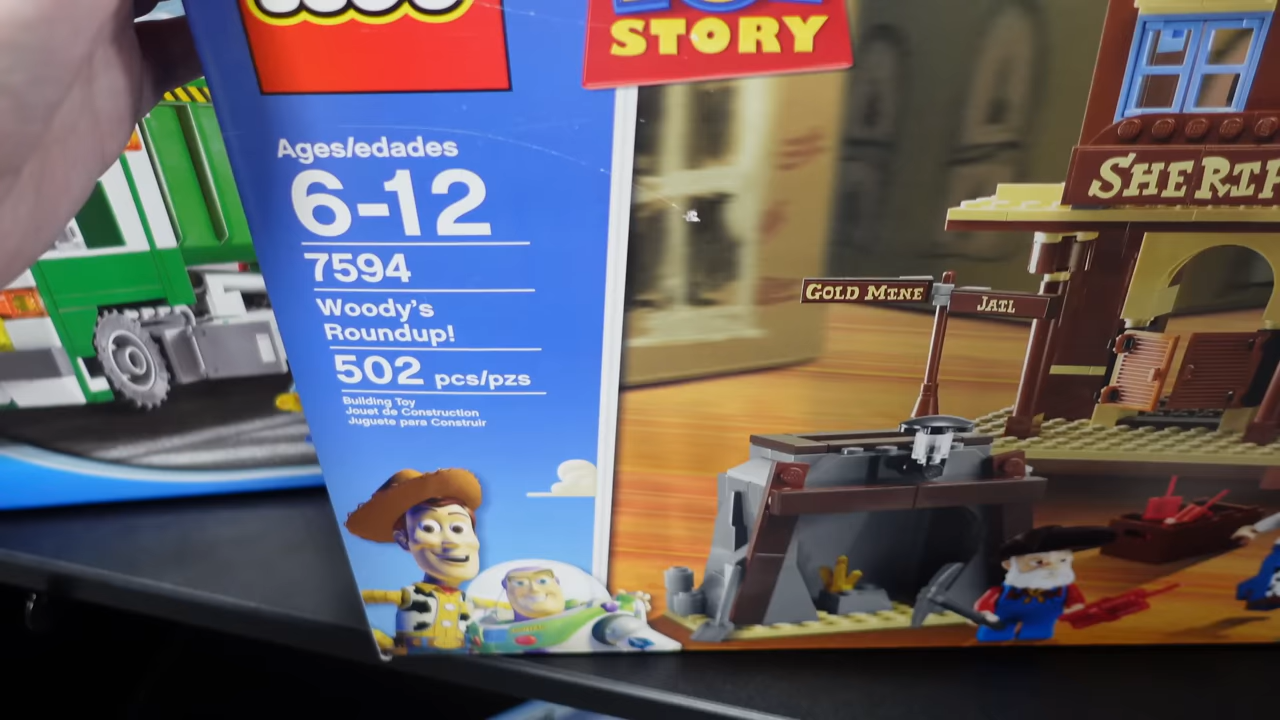 STORY
Ages/edades
6-12
7594
Woody's
Roundup!
502 pcs/pzs
Building Toy
Jouet de Construction
Juguete para Construir
GOLD MINE
JAIL